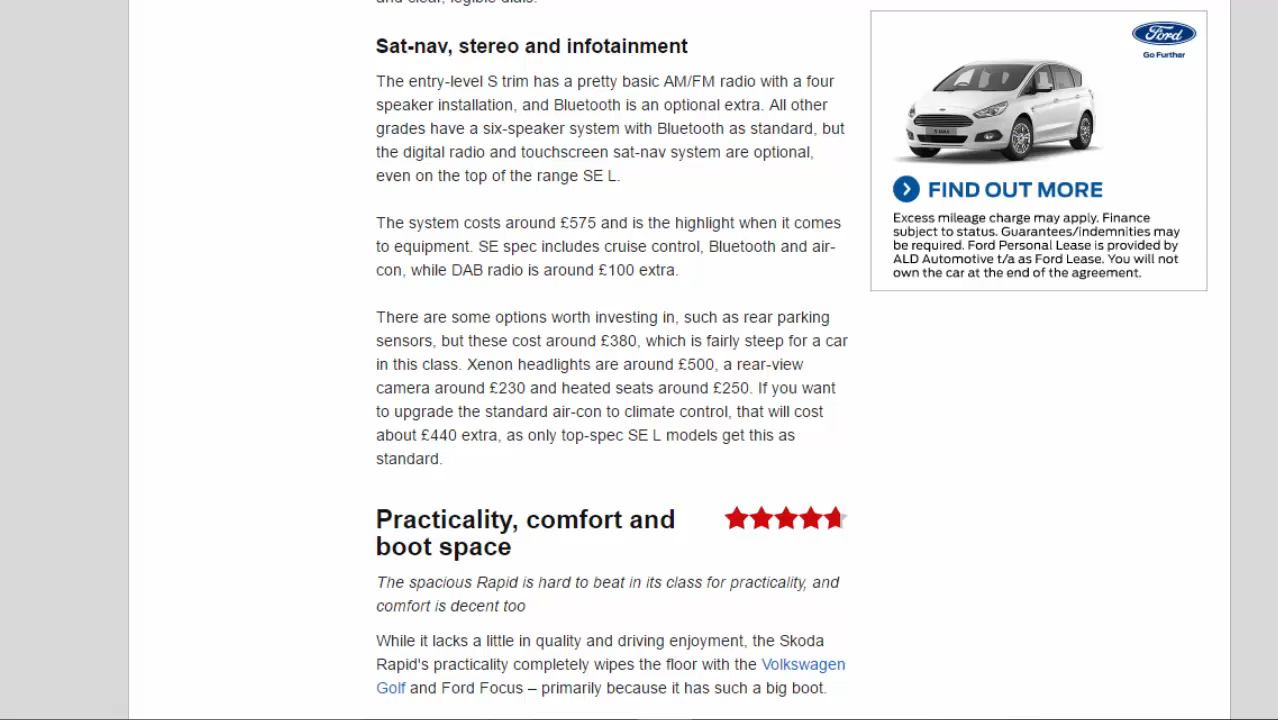 and clear, legible dials.
Sat-nav, stereo and infotainment
The entry-level S trim has a pretty basic AM/FM radio with a four
speaker installation, and Bluetooth is an optional extra. All other
grades have a six-speaker system with Bluetooth as standard, but
the digital radio and touchscreen sat-nav system are optional,
even on the top of the range SE L.
The system costs around £575 and is the highlight when it comes
to equipment. SE spec includes cruise control, Bluetooth and air-
con, while DAB radio is around £100 extra.
There are some options worth investing in, such as rear parking
sensors, but these cost around £380, which is fairly steep for a car
in this class. Xenon headlights are around £500, a rear-view
camera around £230 and heated seats around £250. If you want
to upgrade the standard air-con to climate control, that will cost
about £440 extra, as only top-spec SE L models get this as
standard.
Practicality, comfort and
boot space
The spacious Rapid is hard to beat in its class for practicality, and
comfort is decent too
While it lacks a little in quality and driving enjoyment, the Skoda
Rapid's practicality completely wipes the floor with the Volkswagen
Golf and Ford Focus – primarily because it has such a big boot.
Ford
Go Further
FIND OUT MORE
Excess mileage charge may apply. Finance
subject to status. Guarantees/indemnities may
be required. Ford Personal Lease is provided by
ALD Automotive t/a as Ford Lease. You will not
own the car at the end of the agreement.